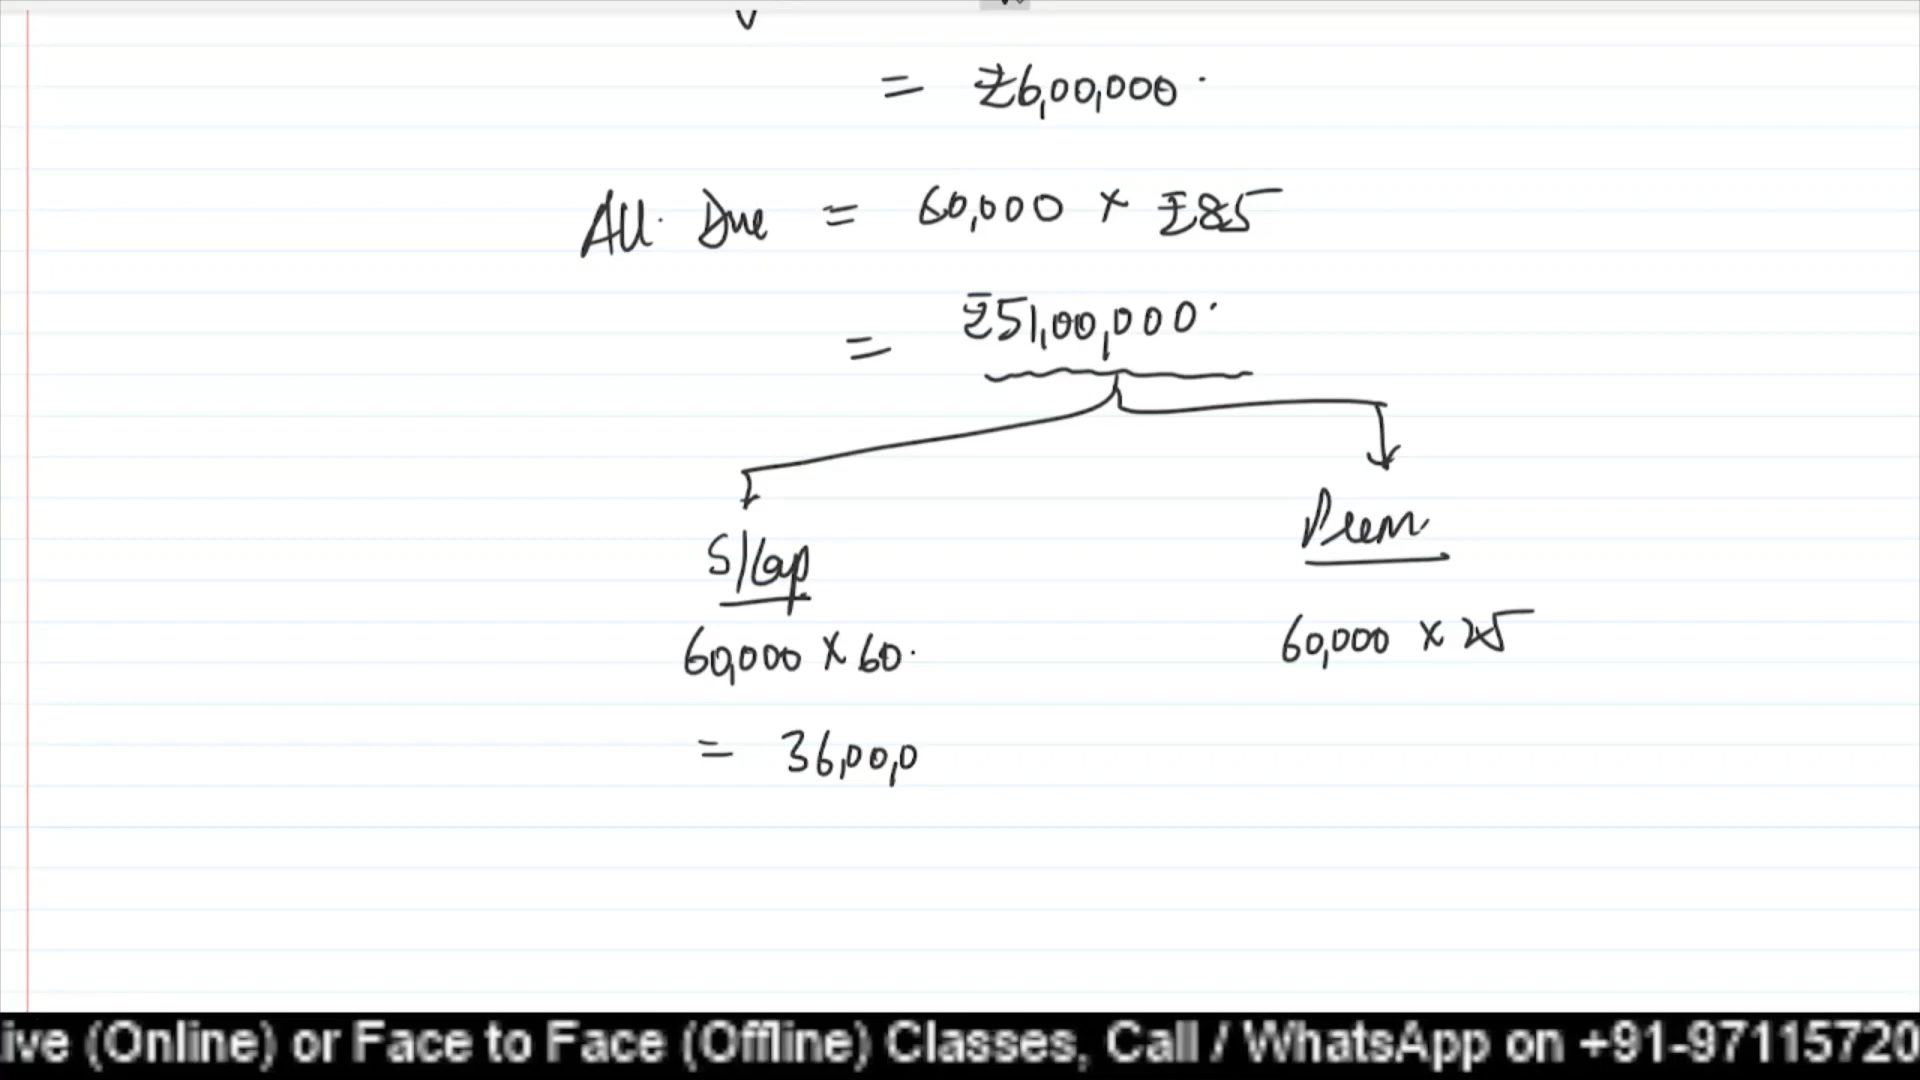 = ₹6,00,000
All. Due = 60,000 × ₹85
= ₹51,00,000
S/Cap
Prem
60,000 × 60
60,000 × 25
= 36,00,0
ive (Online) or Face to Face (Offline) Classes, Call / WhatsApp on +91-97115720